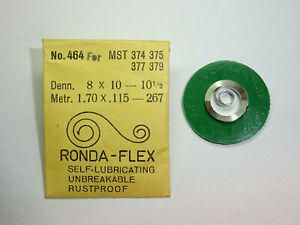 No. 464 For MST 374 375
377 379
Denn. 8 X 10 — 10½
Metr. 1.70 X .115 — 267
RONDA-FLEX
SELF-LUBRICATING
UNBREAKABLE
RUSTPROOF